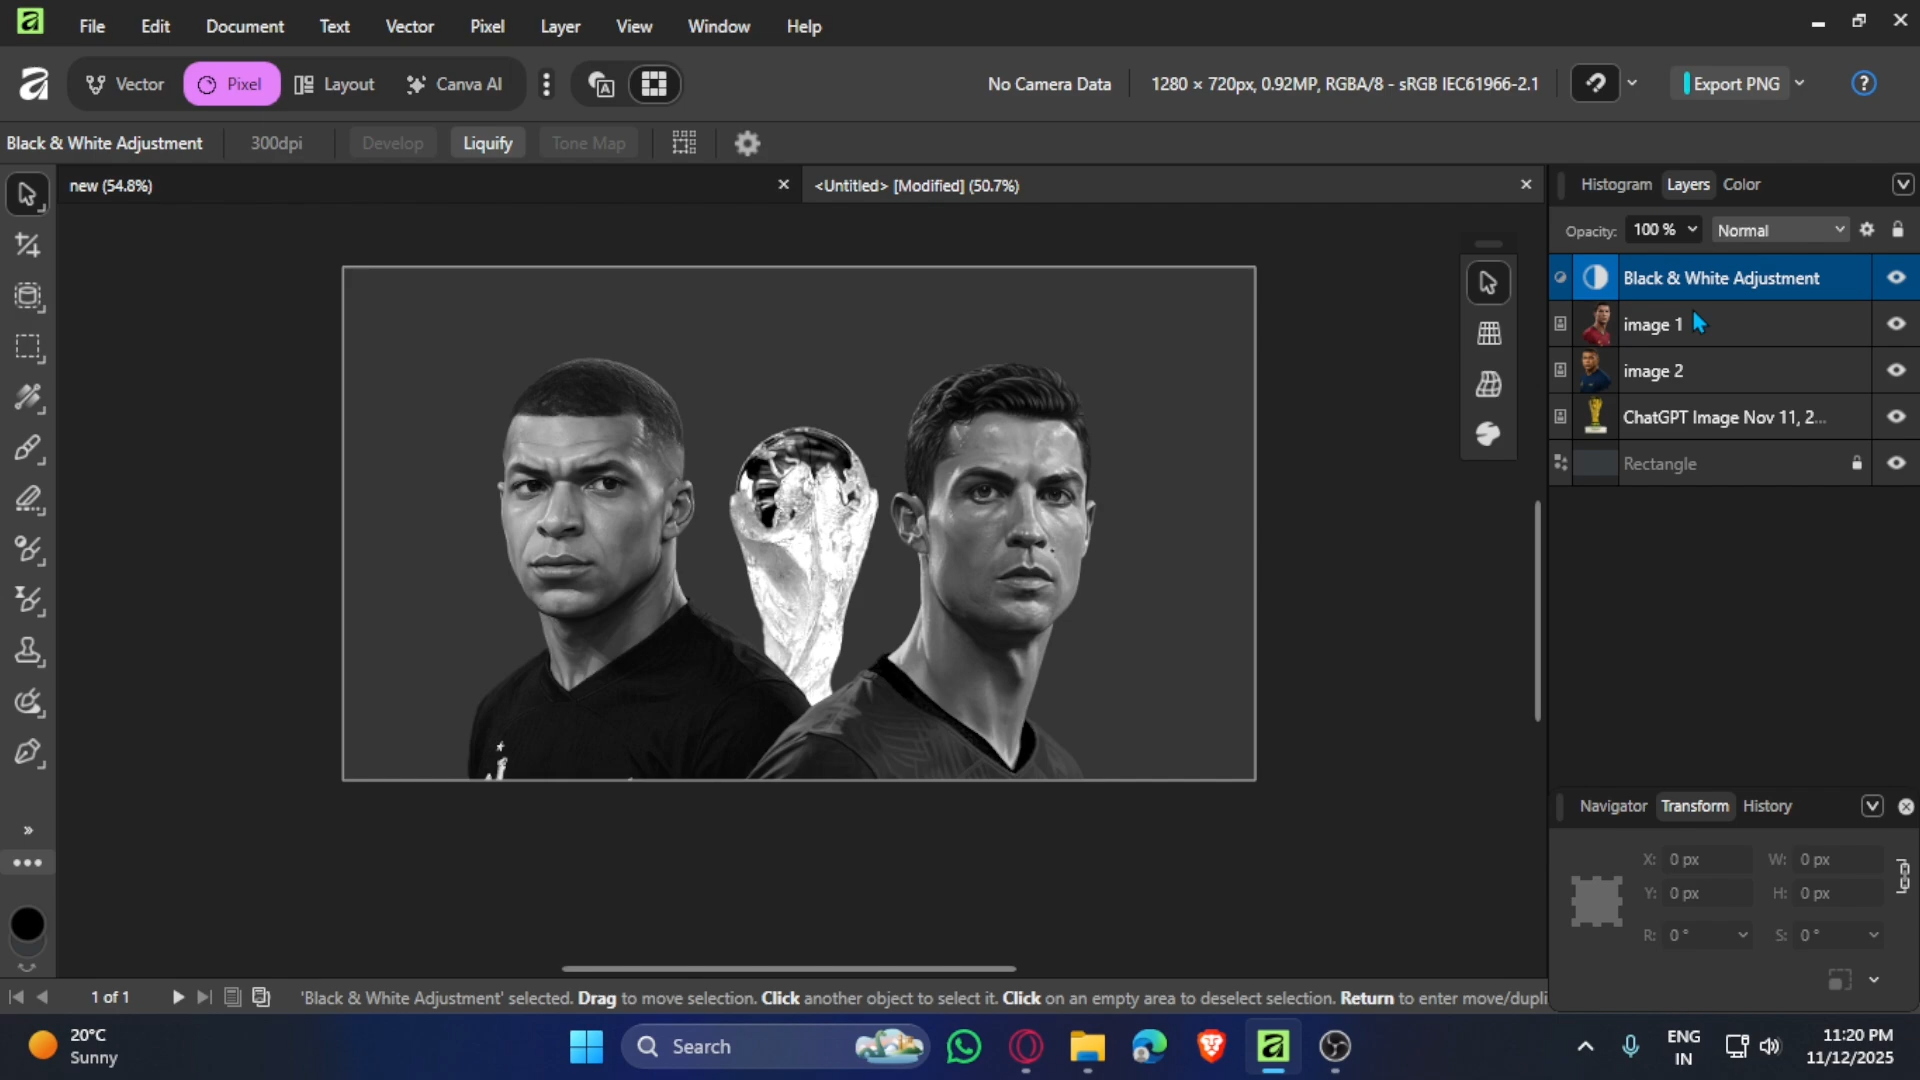 File Edit Document Text Vector Pixel Layer View Window Help
Vector Pixel Layout Canva AI No Camera Data 1280 × 720px, 0.92MP, RGBA/8 - sRGB IEC61966-2.1 Export PNG ?
Black & White Adjustment 300dpi Develop Liquify Tone Map
new (54.8%) <Untitled> [Modified] (50.7%)
Histogram Layers Color
Opacity: 100 % Normal
Black & White Adjustment
image 1
image 2
ChatGPT Image Nov 11, 2...
Rectangle
Navigator Transform History
X: 0 px W: 0 px
Y: 0 px H: 0 px
R: 0 ° S: 0 °
1 of 1 'Black & White Adjustment' selected. Drag to move selection. Click another object to select it. Click on an empty area to deselect selection. Return to enter move/dupli
20°C
Sunny
Search
ENG
IN
11:20 PM
11/12/2025